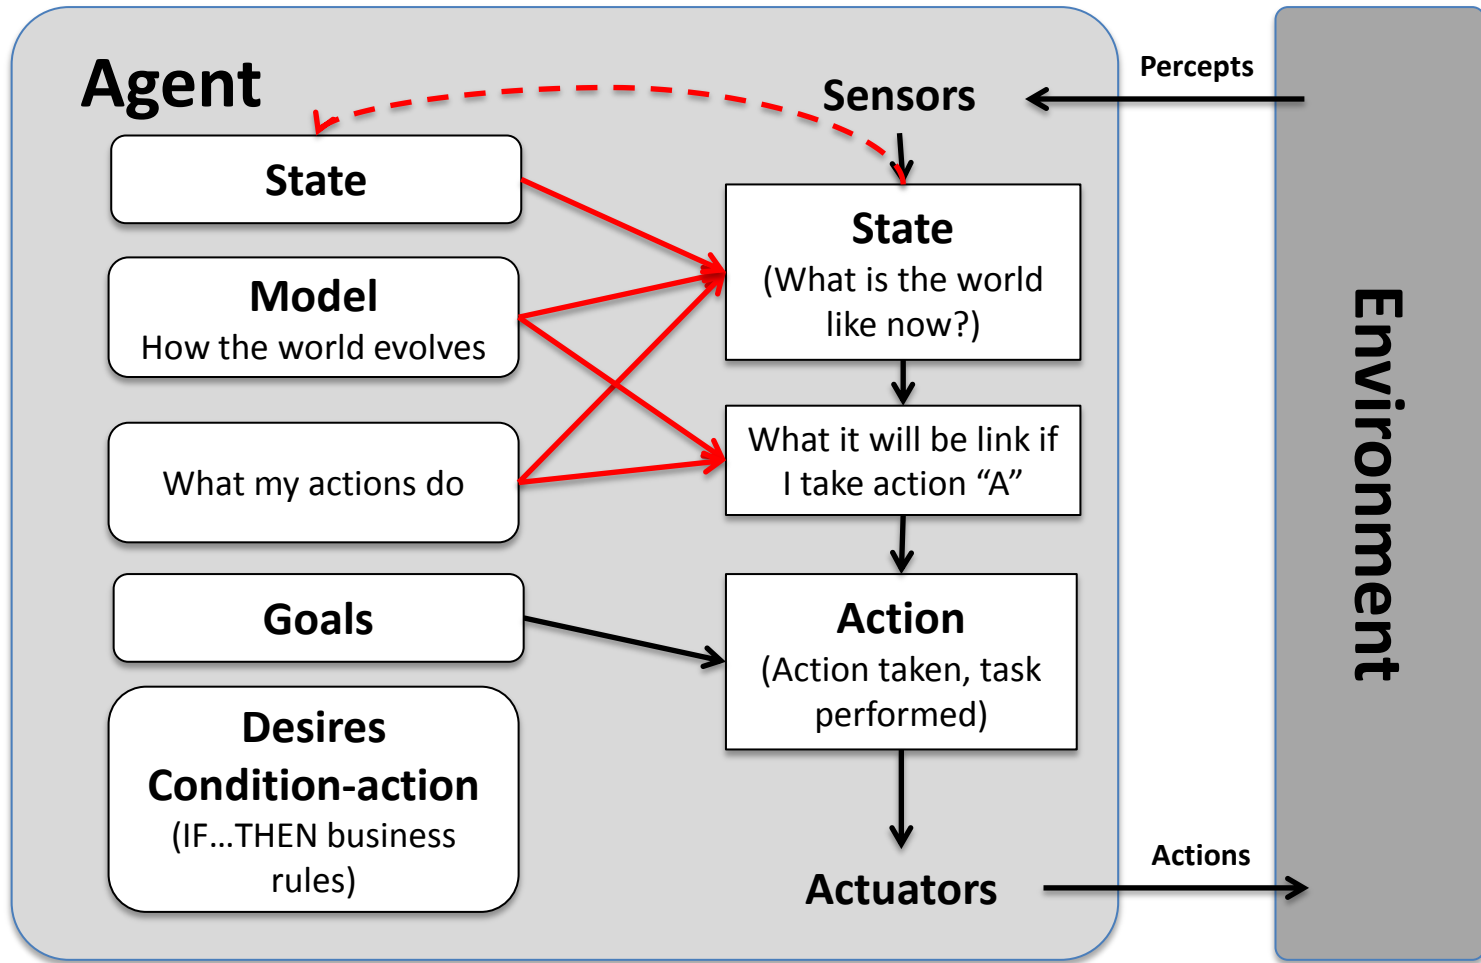 Agent
Sensors
Percepts
State
State
(What is the world
like now?)
Model
How the world evolves
What it will be link if
I take action “A”
What my actions do
Goals
Action
(Action taken, task
performed)
Desires
Condition-action
(IF...THEN business
rules)
Actuators
Actions
Environment